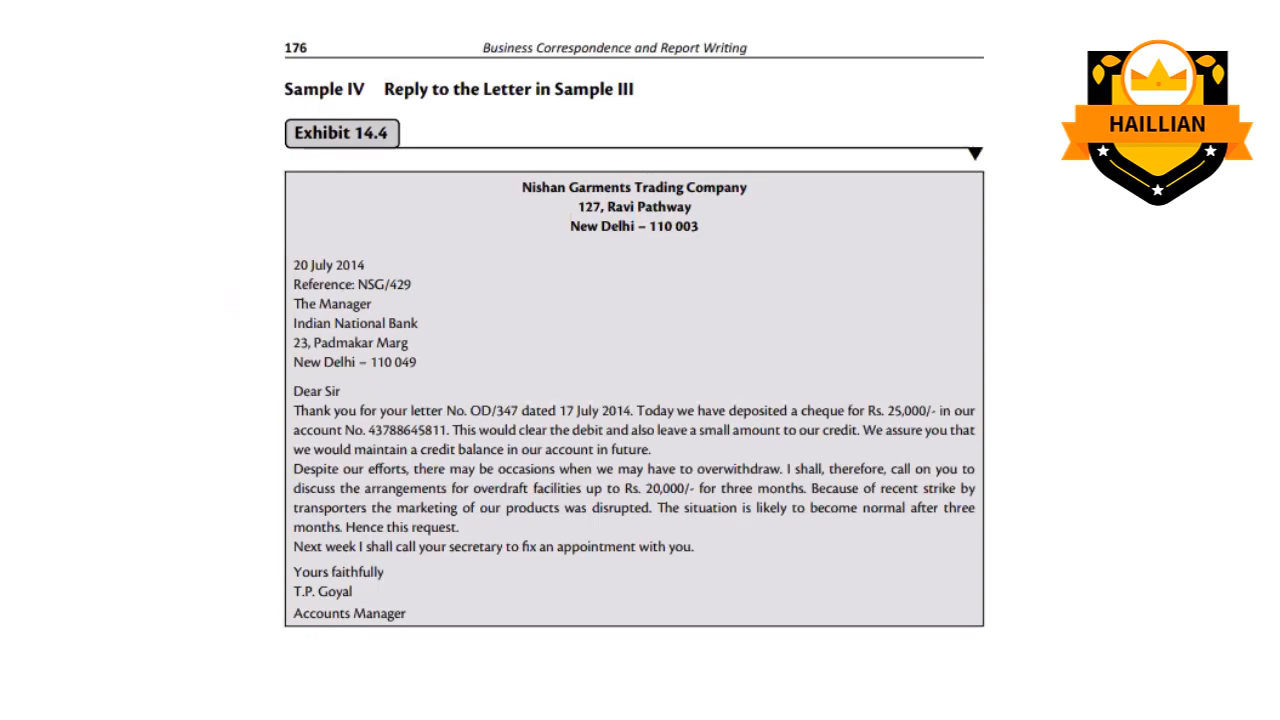 176 Business Correspondence and Report Writing
Sample IV Reply to the Letter in Sample III
Exhibit 14.4
HAILLIAN
Nishan Garments Trading Company
127, Ravi Pathway
New Delhi – 110 003
20 July 2014
Reference: NSG/429
The Manager
Indian National Bank
23, Padmakar Marg
New Delhi – 110 049
Dear Sir
Thank you for your letter No. OD/347 dated 17 July 2014. Today we have deposited a cheque for Rs. 25,000/- in our
account No. 43788645811. This would clear the debit and also leave a small amount to our credit. We assure you that
we would maintain a credit balance in our account in future.
Despite our efforts, there may be occasions when we may have to overwithdraw. I shall, therefore, call on you to
discuss the arrangements for overdraft facilities up to Rs. 20,000/- for three months. Because of recent strike by
transporters the marketing of our products was disrupted. The situation is likely to become normal after three
months. Hence this request.
Next week I shall call your secretary to fix an appointment with you.
Yours faithfully
T.P. Goyal
Accounts Manager